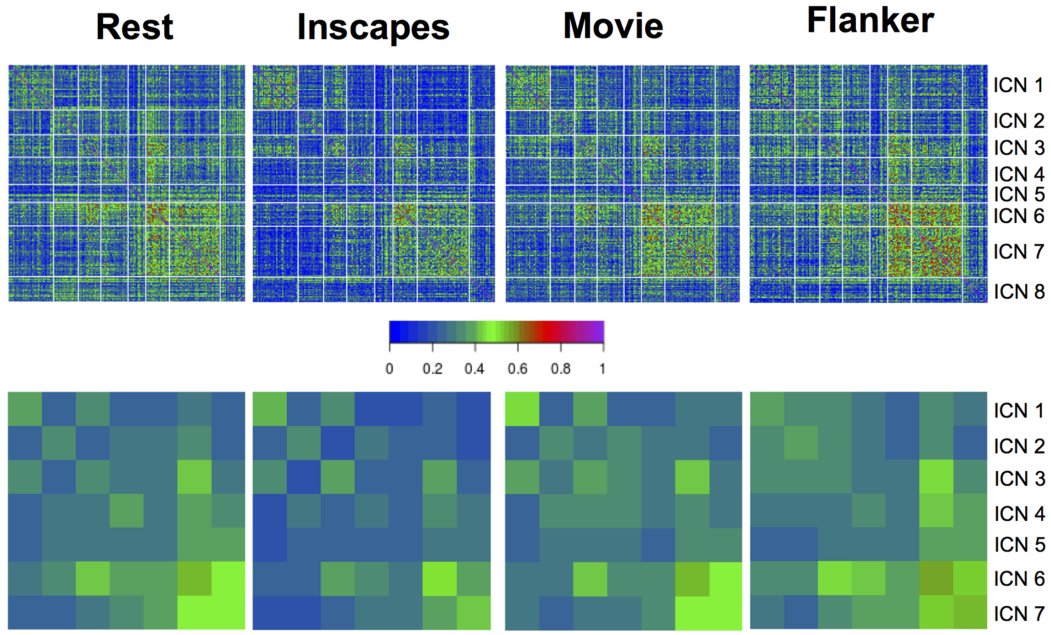 Rest Inscapes Movie Flanker
ICN 1
ICN 2
ICN 3
ICN 4
ICN 5
ICN 6
ICN 7
ICN 8
0 0.2 0.4 0.6 0.8 1
ICN 1
ICN 2
ICN 3
ICN 4
ICN 5
ICN 6
ICN 7